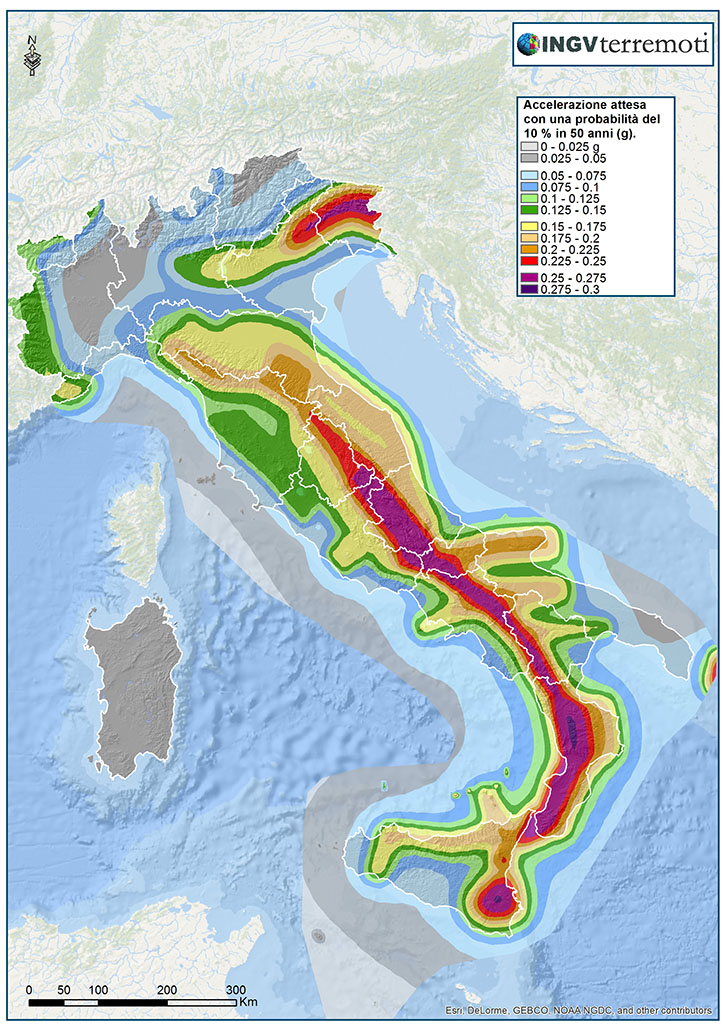 N
INGVterremoti
Accelerazione attesa
con una probabilità del
10 % in 50 anni (g).
0 - 0.025 g
0.025 - 0.05
0.05 - 0.075
0.075 - 0.1
0.1 - 0.125
0.125 - 0.15
0.15 - 0.175
0.175 - 0.2
0.2 - 0.225
0.225 - 0.25
0.25 - 0.275
0.275 - 0.3
0 50 100 200 300
Km
Esri, DeLorme, GEBCO, NOAA NGDC, and other contributors